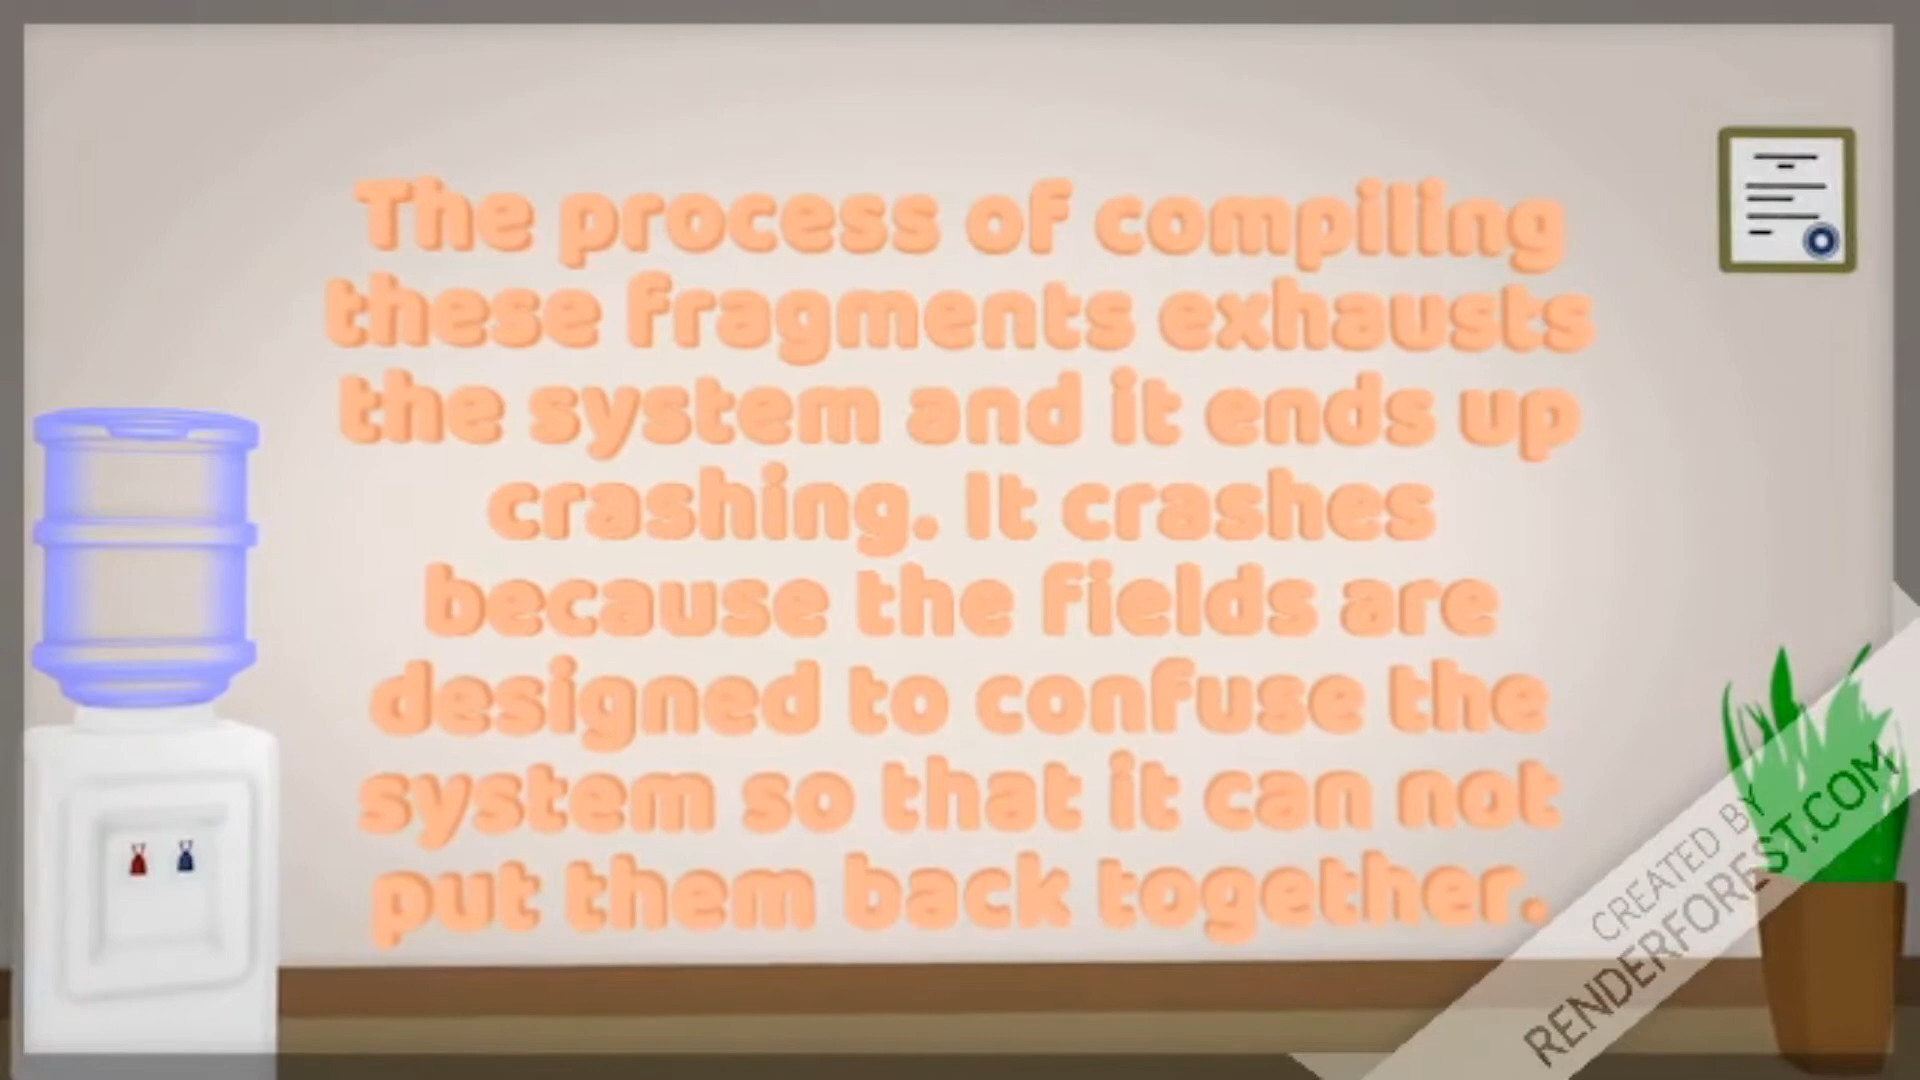 The process of compiling
these fragments exhausts
the system and it ends up
crashing. It crashes
because the fields are
designed to confuse the
system so that it can not
put them back together.
CREATED BY
RENDERFOREST.COM